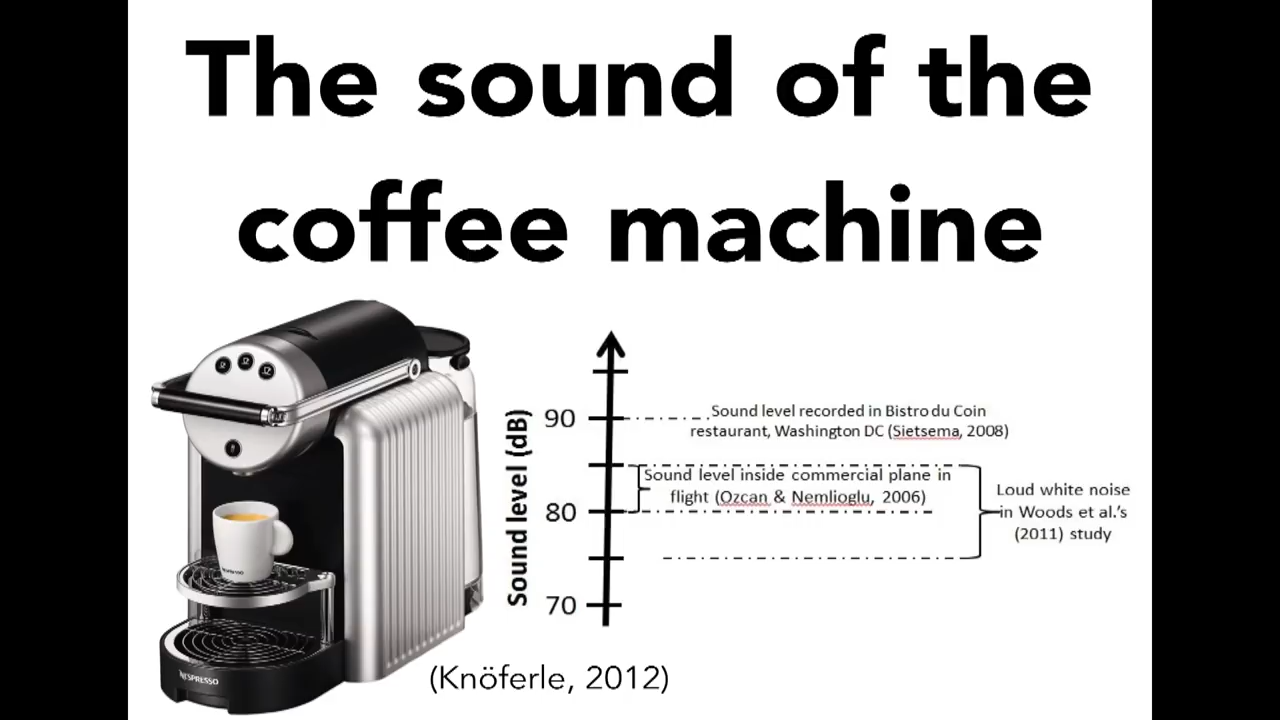 The sound of the
coffee machine
Sound level (dB)
90
80
70
Sound level recorded in Bistro du Coin
restaurant, Washington DC (Sietsema, 2008)
Sound level inside commercial plane in
flight (Ozcan & Nemlioglu, 2006)
Loud white noise
in Woods et al.'s
(2011) study
NESPRESSO
NESPRESSO
(Knöferle, 2012)